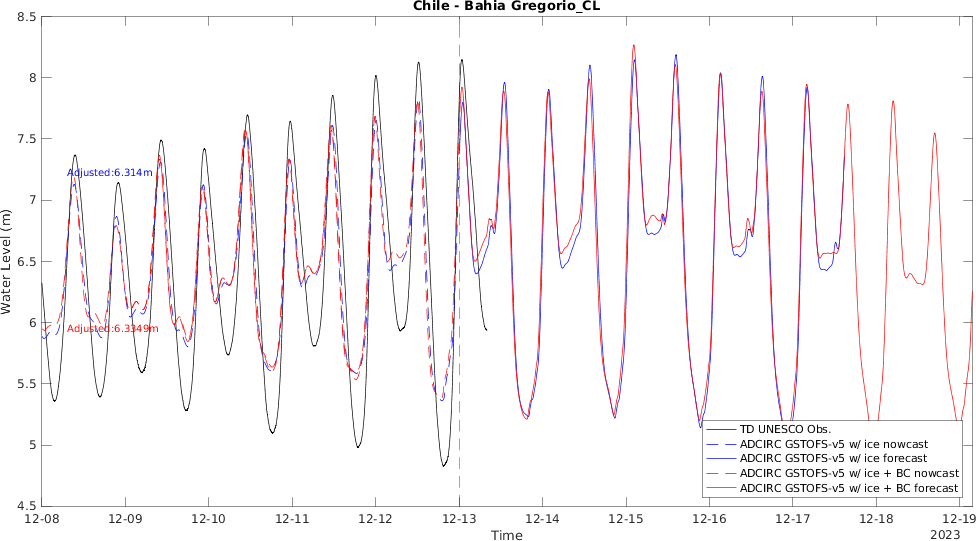 Chile - Bahia Gregorio_CL
8.5
8
7.5
7
6.5
6
5.5
5
4.5
Water Level (m)
Adjusted:6.314m
Adjusted:6.3349m
TD UNESCO Obs.
ADCIRC GSTOFS-v5 w/ ice nowcast
ADCIRC GSTOFS-v5 w/ ice forecast
ADCIRC GSTOFS-v5 w/ ice + BC nowcast
ADCIRC GSTOFS-v5 w/ ice + BC forecast
12-08 12-09 12-10 12-11 12-12 12-13 12-14 12-15 12-16 12-17 12-18 12-19
Time
2023